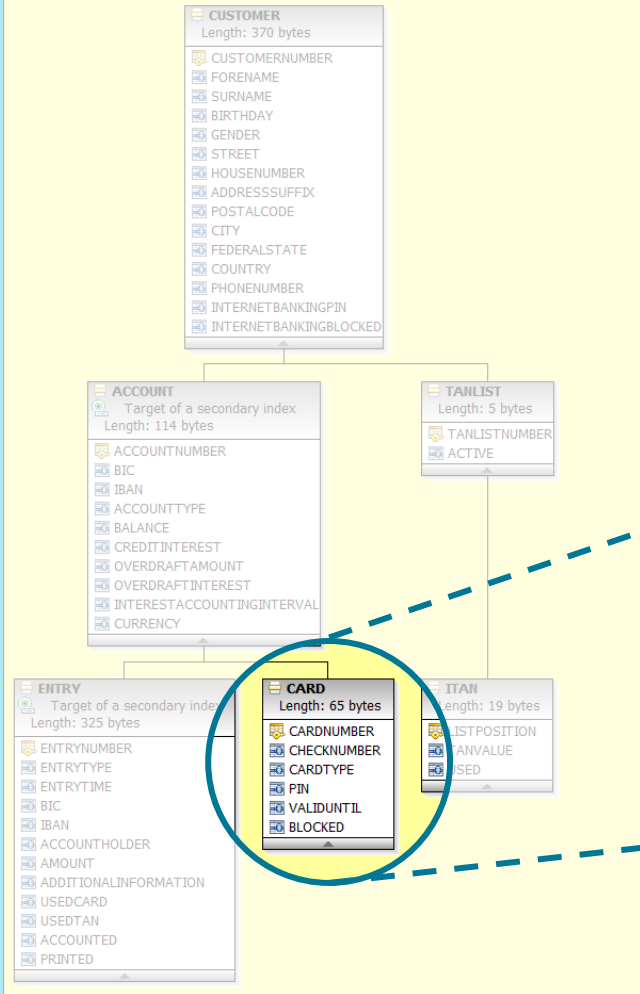 CUSTOMER
Length: 370 bytes
CUSTOMERNUMBER
FORENAME
SURNAME
BIRTHDAY
GENDER
STREET
HOUSENUMBER
ADDRESSSUFFIX
POSTALCODE
CITY
FEDERALSTATE
COUNTRY
PHONENUMBER
INTERNETBANKINGPIN
INTERNETBANKINGBLOCKED
ACCOUNT
Target of a secondary index
Length: 114 bytes
ACCOUNTNUMBER
BIC
IBAN
ACCOUNTTYPE
BALANCE
CREDITINTEREST
OVERDRAFTAMOUNT
OVERDRAFTINTEREST
INTERESTACCOUNTINGINTERVAL
CURRENCY
TANLIST
Length: 5 bytes
TANLISTNUMBER
ACTIVE
ENTRY
Target of a secondary index
Length: 325 bytes
ENTRYNUMBER
ENTRYTYPE
ENTRYTIME
BIC
IBAN
ACCOUNTHOLDER
AMOUNT
ADDITIONALINFORMATION
USEDCARD
USEDTAN
ACCOUNTED
PRINTED
CARD
Length: 65 bytes
CARDNUMBER
CHECKNUMBER
CARDTYPE
PIN
VALIDUNTIL
BLOCKED
ITAN
Length: 19 bytes
LISTPOSITION
TANVALUE
USED